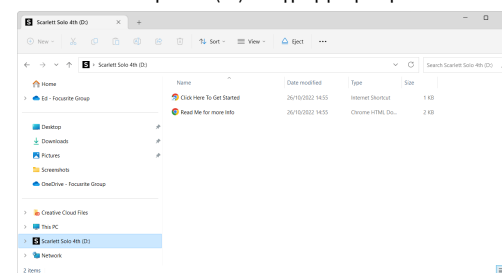 Scarlett Solo 4th (D:)
New
Sort
View
Eject
Scarlett Solo 4th (D:)
Search Scarlett Solo 4th (D:)
Name Date modified Type Size
Click Here To Get Started 26/10/2022 14:55 Internet Shortcut 1 KB
Read Me for more Info 26/10/2022 14:55 Chrome HTML Do... 2 KB
Home
Ed - Focusrite Group
Desktop
Downloads
Pictures
Screenshots
OneDrive - Focusrite Group
Creative Cloud Files
This PC
Scarlett Solo 4th (D:)
Network
2 items